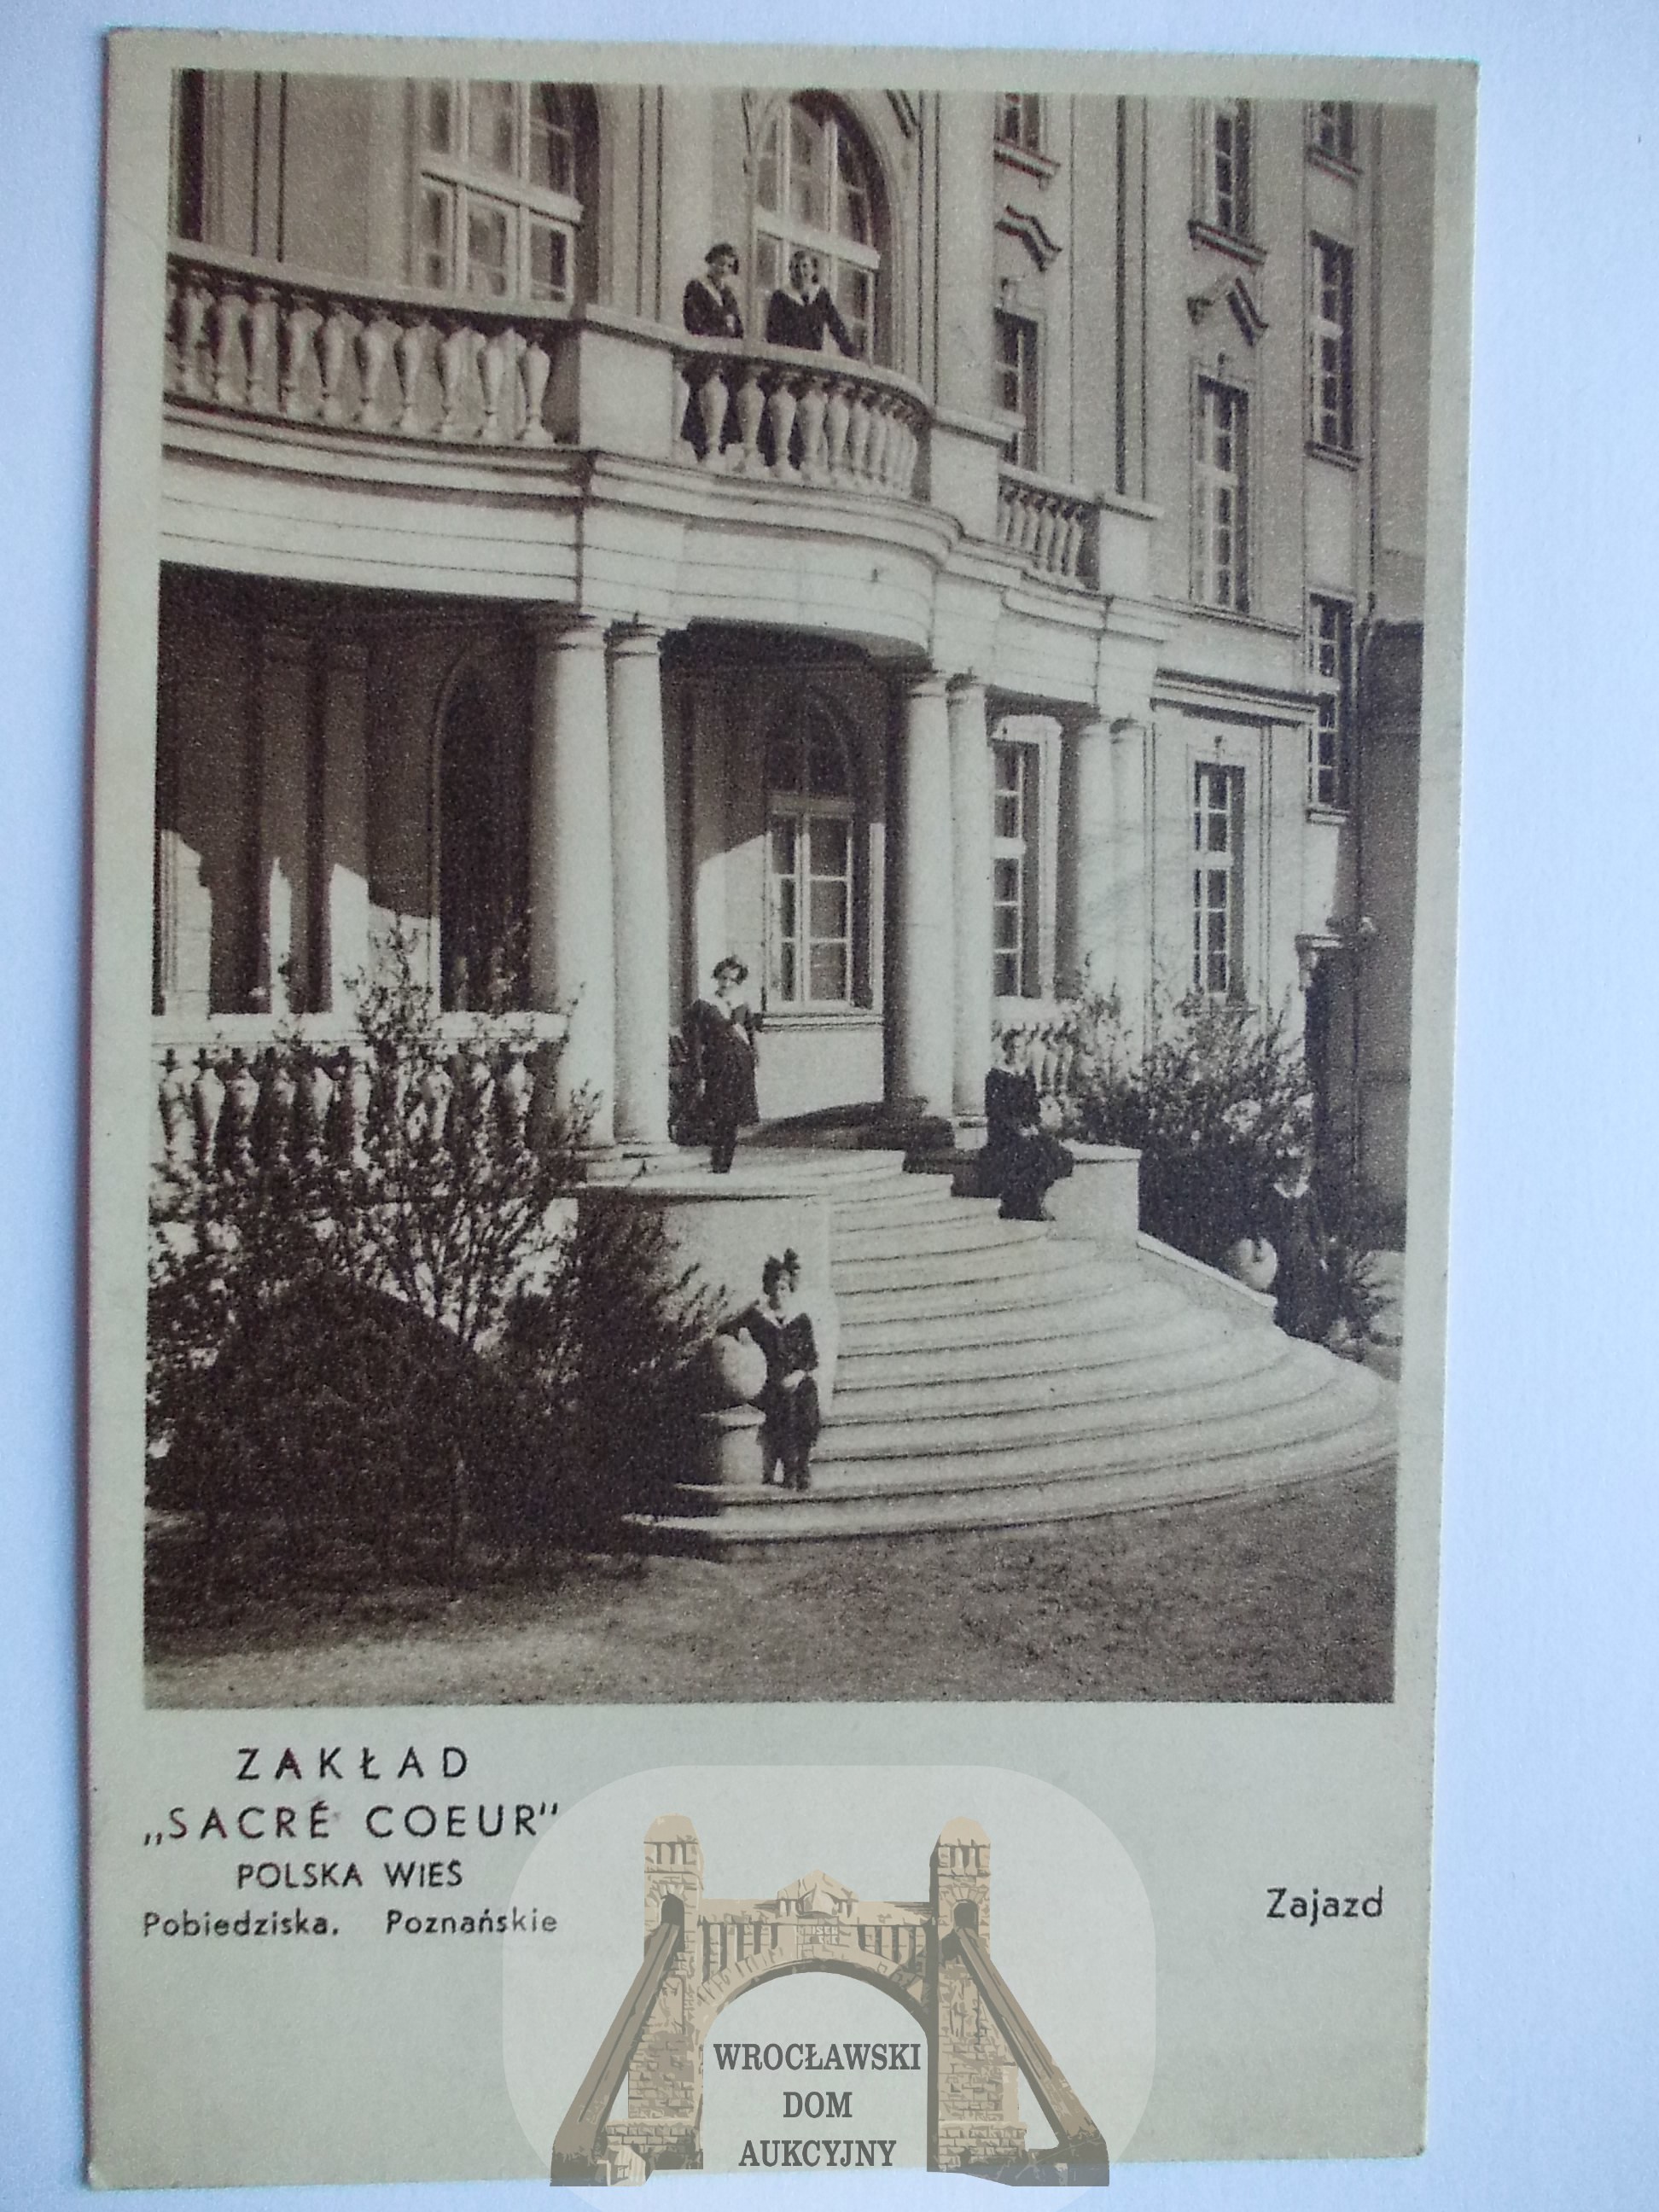 ZAKŁAD
„SACRÉ COEUR"
POLSKA WIEŚ
Pobiedziska. Poznańskie
Zajazd
WROCŁAWSKI
DOM
AUKCYJNY